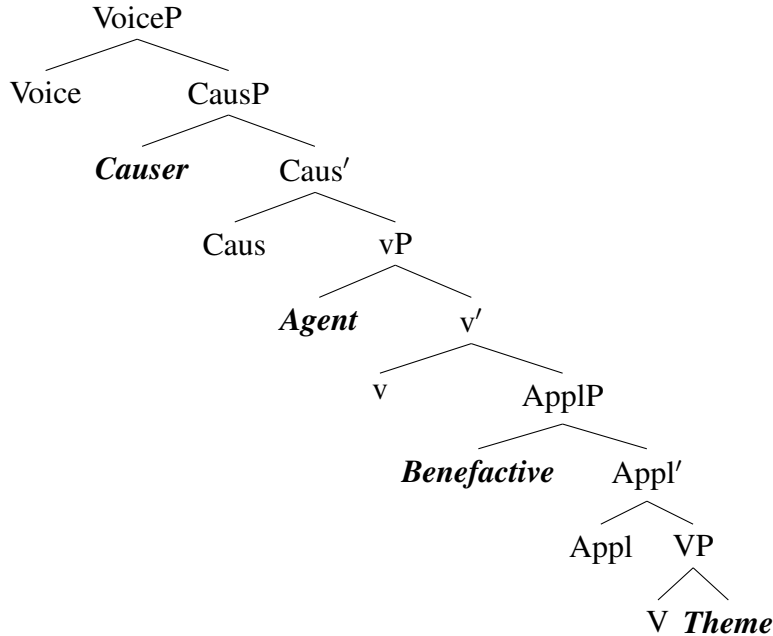 VoiceP
Voice CausP
Causer Caus′
Caus vP
Agent v′
v ApplP
Benefactive Appl′
Appl VP
V Theme